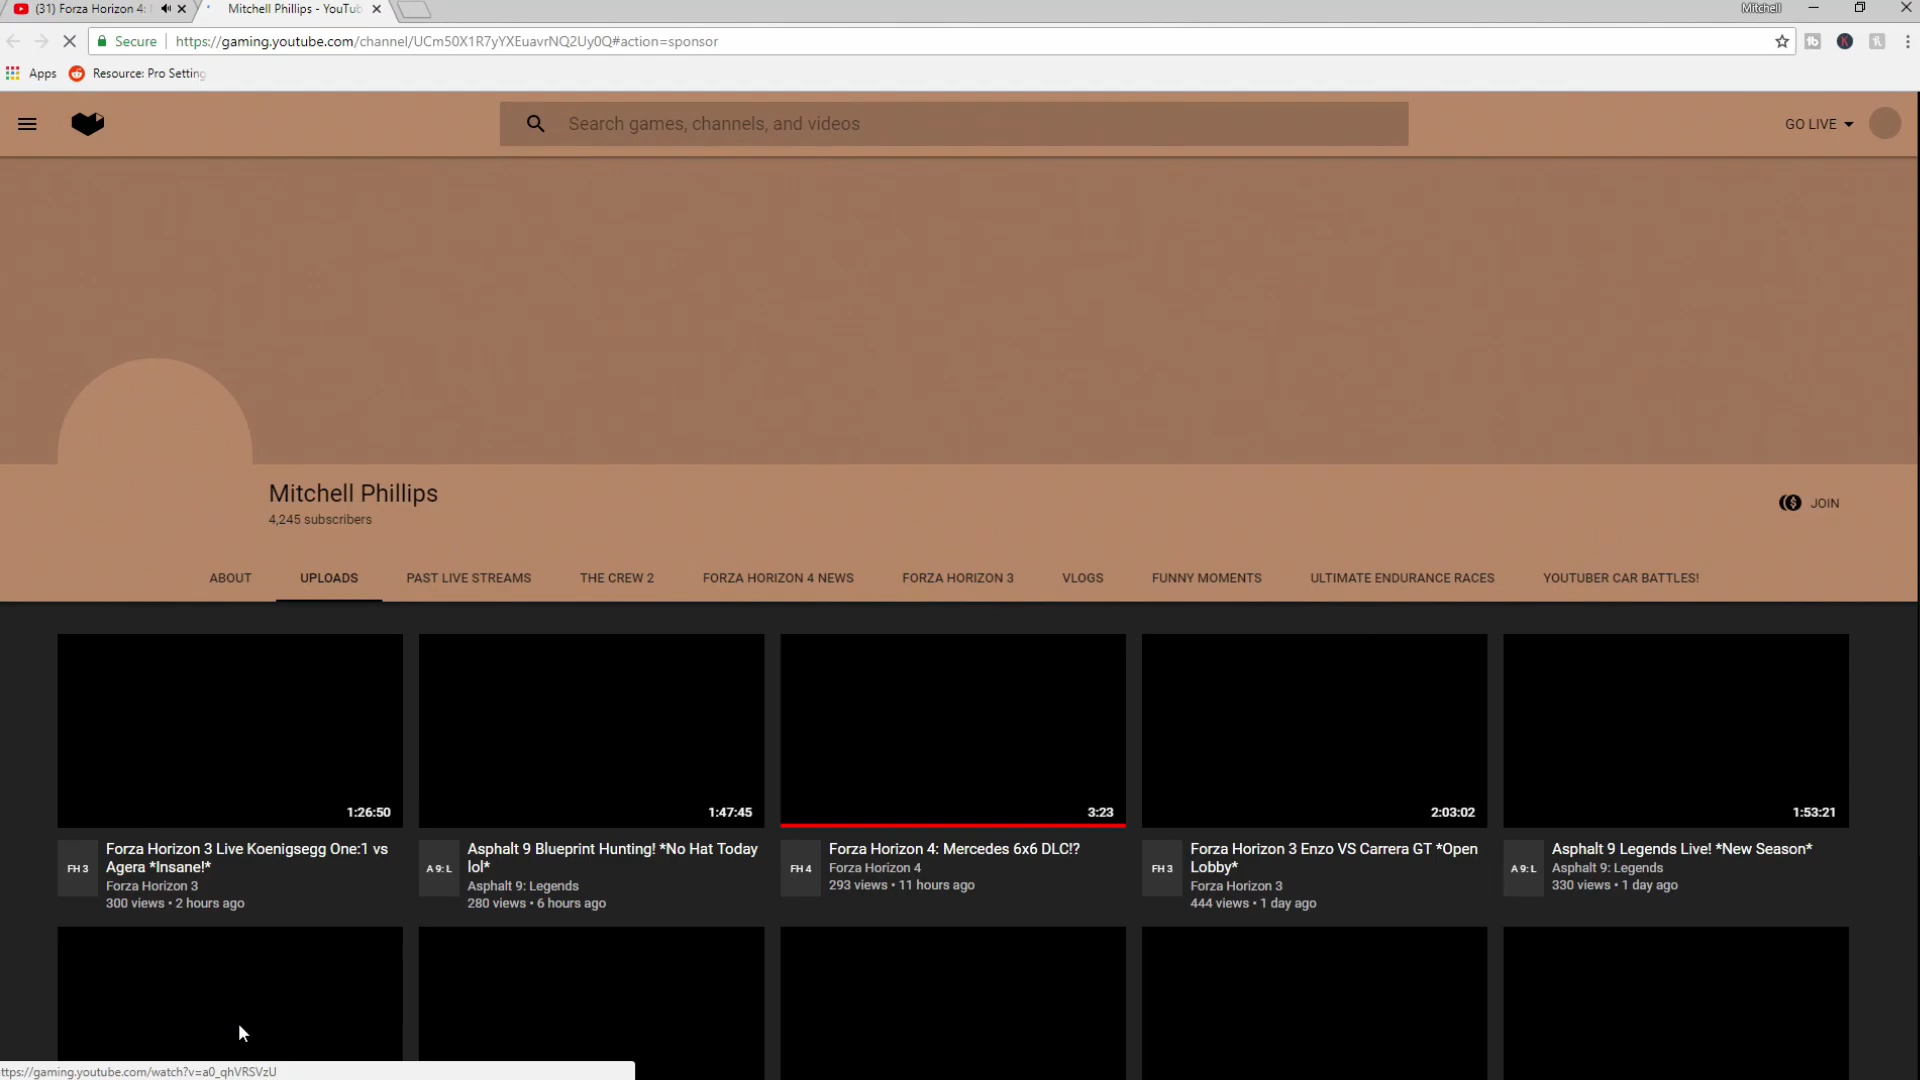 (31) Forza Horizon 4:
Mitchell Phillips - YouTub
Mitchell
Secure
https://gaming.youtube.com/channel/UCm50X1R7yYXEuavrNQ2Uy0Q#action=sponsor
Apps
Resource: Pro Setting
Search games, channels, and videos
GO LIVE
Mitchell Phillips
4,245 subscribers
JOIN
ABOUT
UPLOADS
PAST LIVE STREAMS
THE CREW 2
FORZA HORIZON 4 NEWS
FORZA HORIZON 3
VLOGS
FUNNY MOMENTS
ULTIMATE ENDURANCE RACES
YOUTUBER CAR BATTLES!
1:26:50
FH 3
Forza Horizon 3 Live Koenigsegg One:1 vs
Agera *Insane!*
Forza Horizon 3
300 views • 2 hours ago
1:47:45
A 9: L
Asphalt 9 Blueprint Hunting! *No Hat Today
lol*
Asphalt 9: Legends
280 views • 6 hours ago
3:23
FH 4
Forza Horizon 4: Mercedes 6x6 DLC!?
Forza Horizon 4
293 views • 11 hours ago
2:03:02
FH 3
Forza Horizon 3 Enzo VS Carrera GT *Open
Lobby*
Forza Horizon 3
444 views • 1 day ago
1:53:21
A 9: L
Asphalt 9 Legends Live! *New Season*
Asphalt 9: Legends
330 views • 1 day ago
ttps://gaming.youtube.com/watch?v=a0_qhVRSVzU